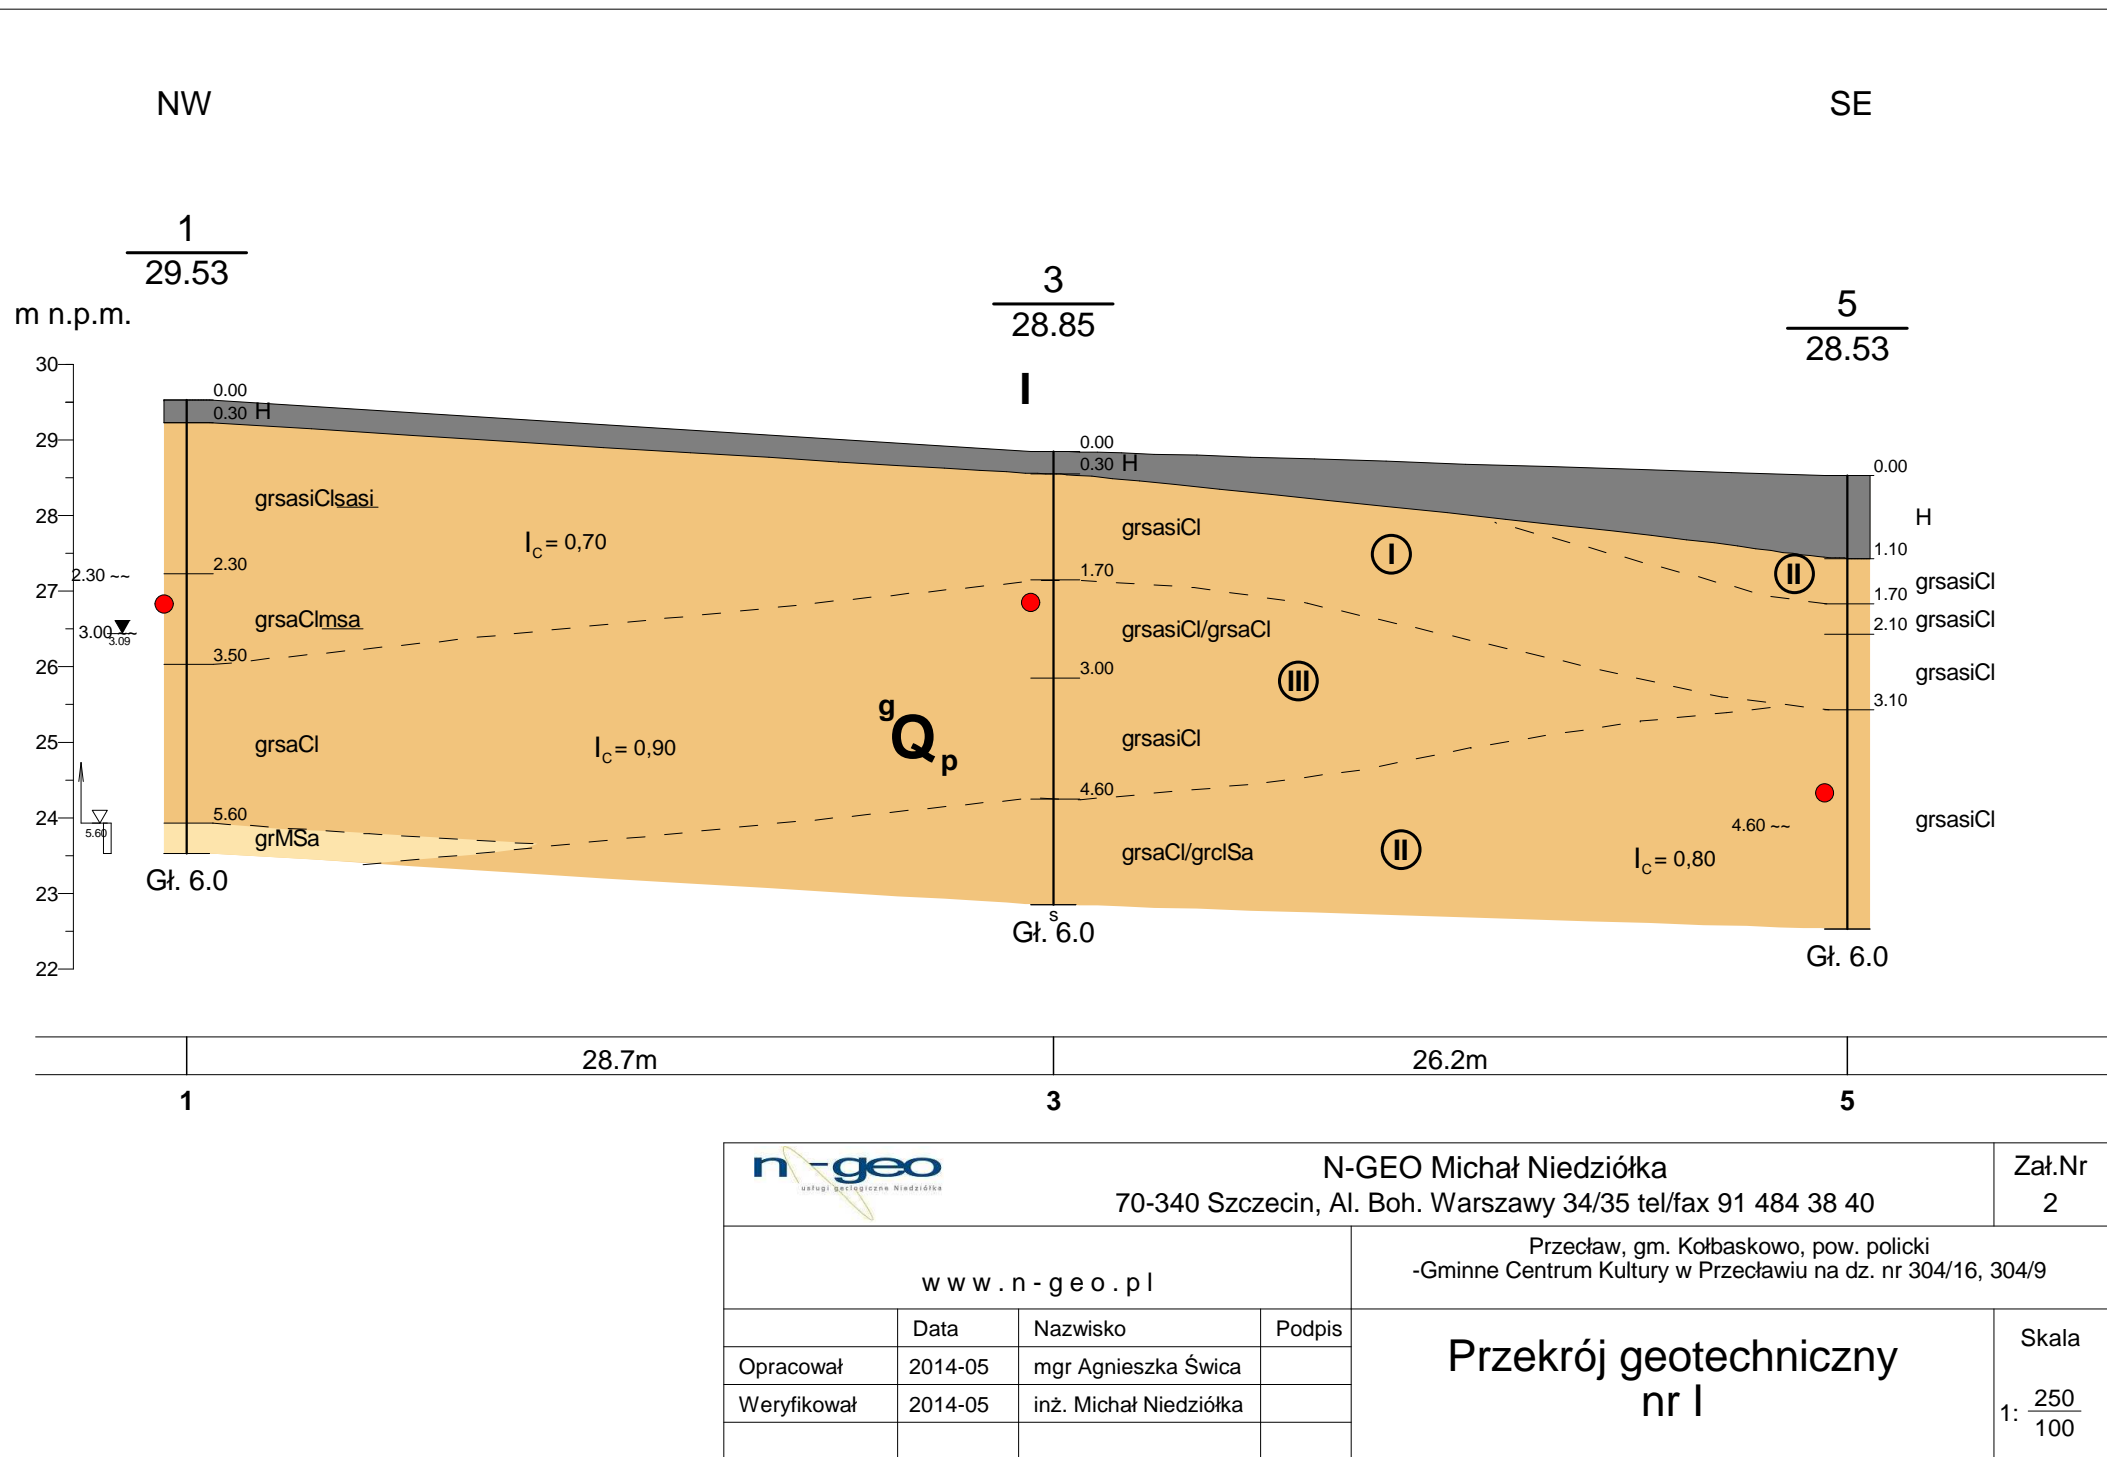 NW
SE
1
29.53
3
28.85
5
28.53
m n.p.m.
I
30
29
28
27
26
25
24
23
22
2.30 ~~
3.00 ~~
3.09
5.60
0.00
0.30 H
grsasiClsasi
2.30
grsaClmsa
3.50
grsaCl
5.60
grMSa
Gł. 6.0
I_C = 0,70
I_C = 0,90
g Q p
0.00
0.30 H
grsasiCl
1.70
grsasiCl/grsaCl
3.00
grsasiCl
4.60
grsaCl/grclSa
s
Gł. 6.0
I
II
III
II
I_C = 0,80
4.60 ~~
0.00
H
1.10
grsasiCl
1.70
grsasiCl
2.10
grsasiCl
3.10
grsasiCl
Gł. 6.0
28.7m
26.2m
1
3
5
n-geo
usługi geologiczne Niedziółka
N-GEO Michał Niedziółka
70-340 Szczecin, Al. Boh. Warszawy 34/35 tel/fax 91 484 38 40
Zał.Nr
2
www.n-geo.pl
Przecław, gm. Kołbaskowo, pow. policki
-Gminne Centrum Kultury w Przecławiu na dz. nr 304/16, 304/9
Data Nazwisko Podpis
Opracował 2014-05 mgr Agnieszka Świca
Weryfikował 2014-05 inż. Michał Niedziółka
Przekrój geotechniczny
nr I
Skala
1: 250
100